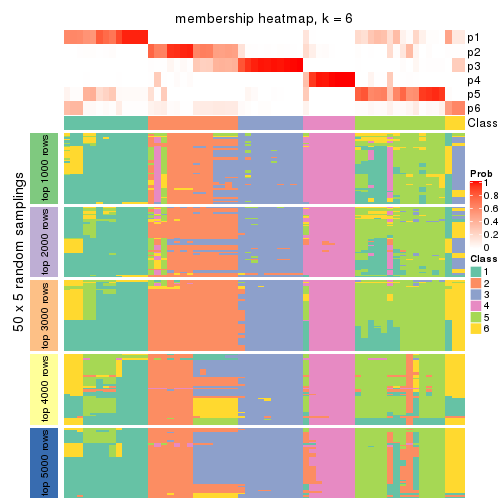 membership heatmap, k = 6
p1
p2
p3
p4
p5
p6
Class
50 x 5 random samplings
top 1000 rows
top 2000 rows
top 3000 rows
top 4000 rows
top 5000 rows
Prob
1
0.8
0.6
0.4
0.2
0
Class
1
2
3
4
5
6